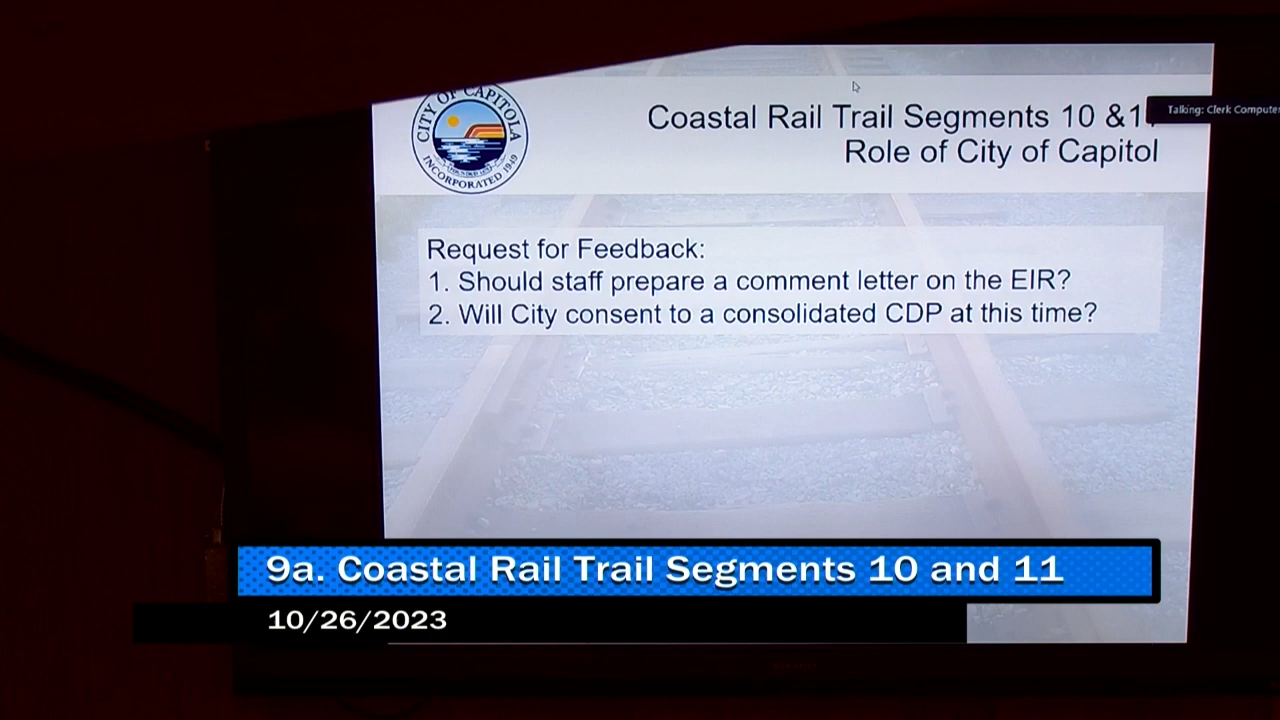 CITY OF CAPITOLA
INCORPORATED 1949
Coastal Rail Trail Segments 10 &1
Talking: Clerk Computer
Role of City of Capitol
Request for Feedback:
1. Should staff prepare a comment letter on the EIR?
2. Will City consent to a consolidated CDP at this time?
9a. Coastal Rail Trail Segments 10 and 11
10/26/2023